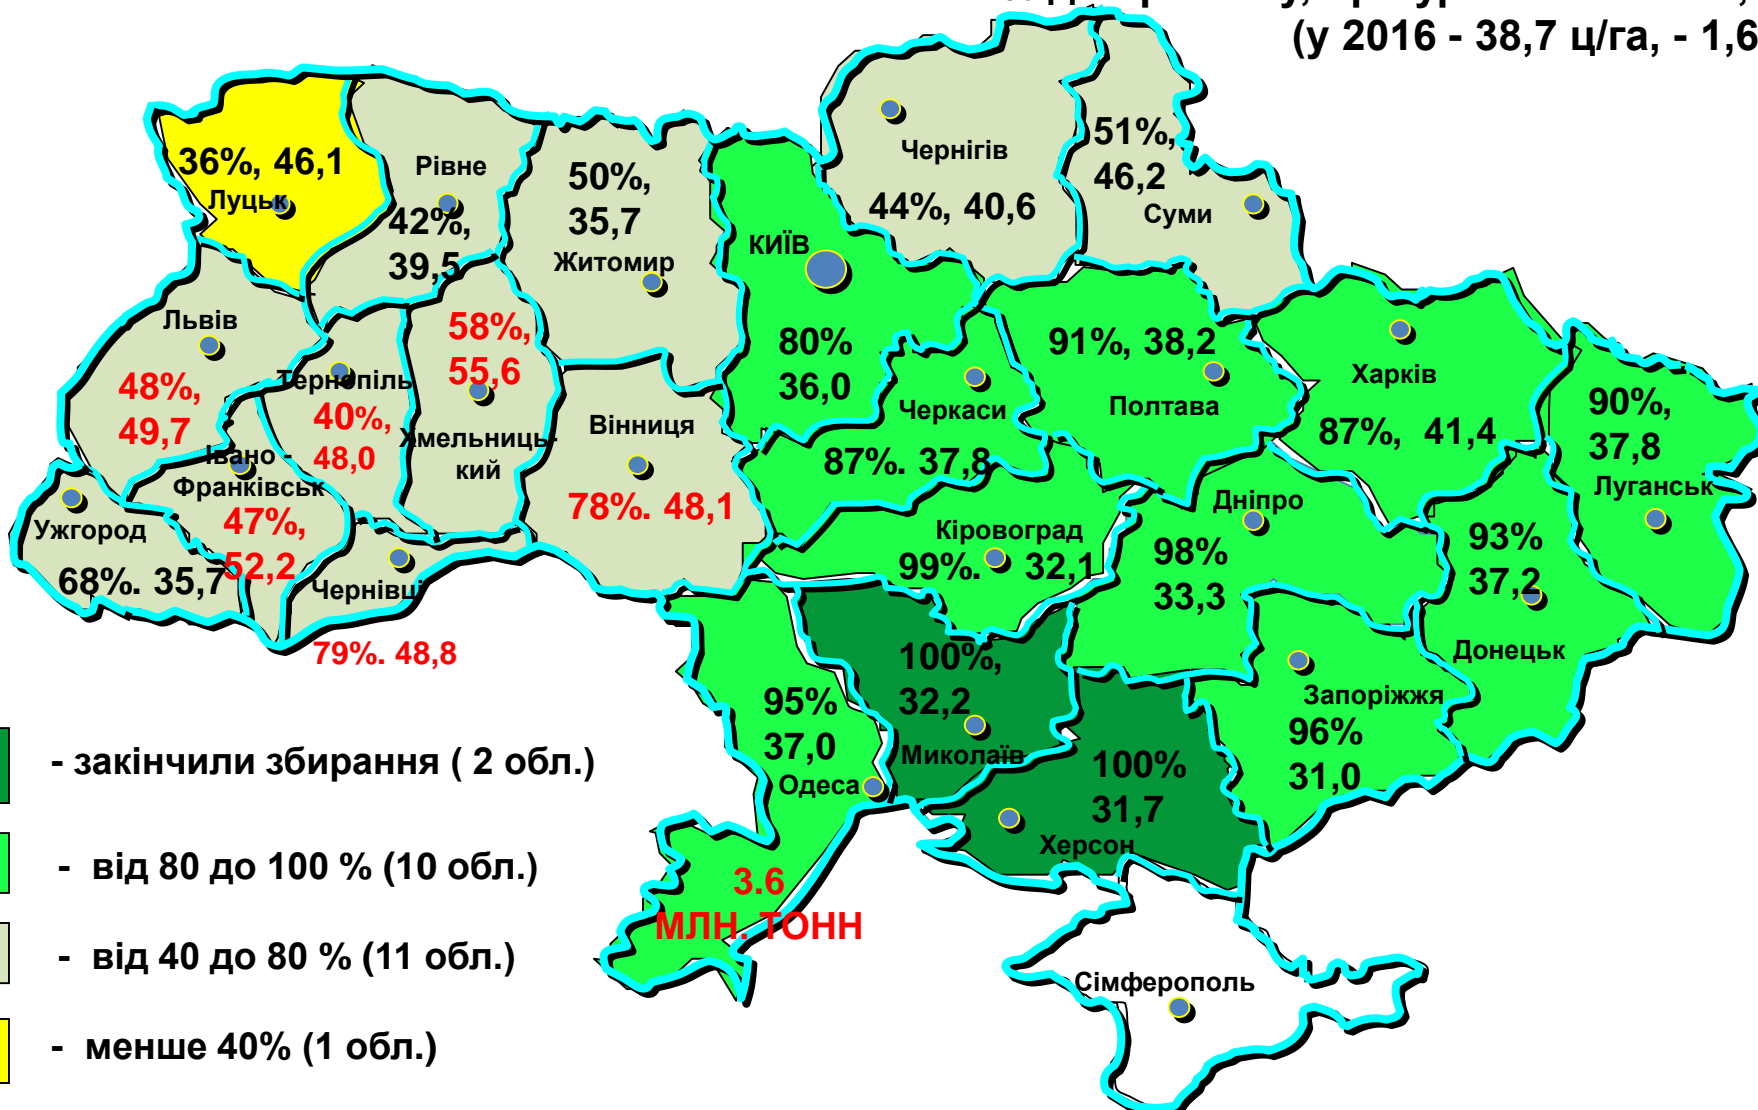 (у 2016 - 38,7 ц/га, - 1,6
36%, 46,1
Луцьк
Рівне
42%,
39,5
50%,
35,7
Житомир
Чернігів
44%, 40,6
51%,
46,2
Суми
КИЇВ
80%
36,0
Львів
48%,
49,7
Тернопіль
40%,
48,0
58%,
55,6
Хмельниць-
кий
Вінниця
78%. 48,1
Черкаси
87%. 37,8
91%, 38,2
Полтава
Харків
87%, 41,4
90%,
37,8
Луганськ
Івано -
Франківськ
47%,
52,2
Ужгород
68%. 35,7
Чернівці
79%. 48,8
Кіровоград
99%. 32,1
Дніпро
98%
33,3
93%
37,2
Донецьк
Запоріжжя
96%
31,0
100%,
32,2
Миколаїв
95%
37,0
Одеса
100%
31,7
Херсон
3.6
МЛН. ТОНН
Сімферополь
- закінчили збирання ( 2 обл.)
- від 80 до 100 % (10 обл.)
- від 40 до 80 % (11 обл.)
- менше 40% (1 обл.)